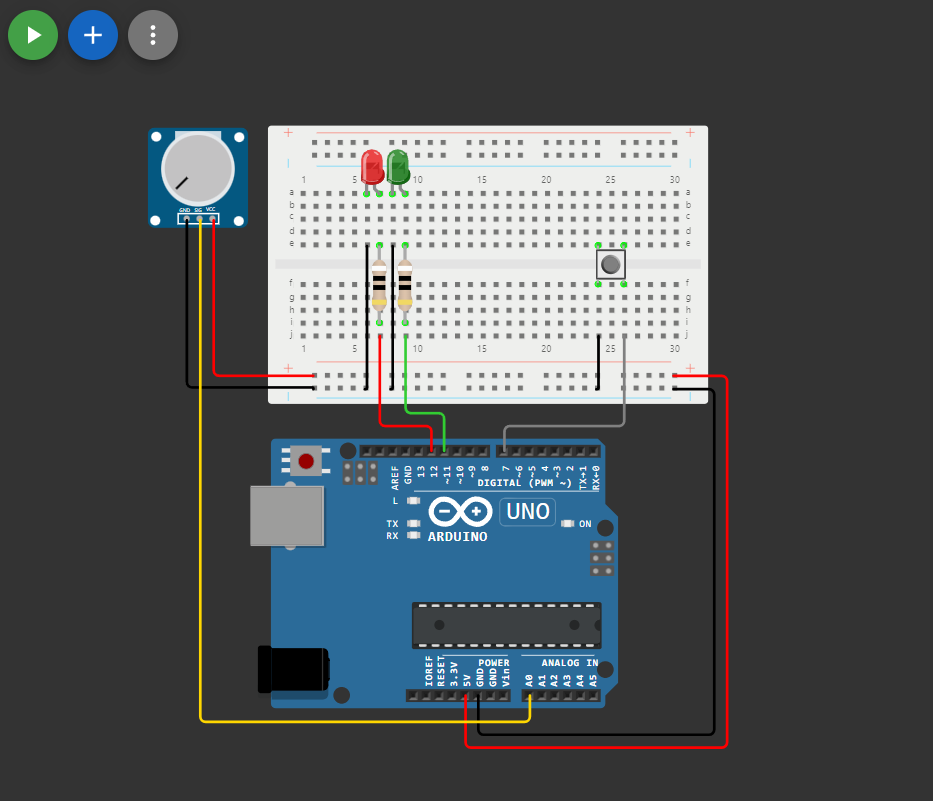 + +
1 5 10 15 20 25 30
a a
b b
c c
d d
e e
GND SIG VCC
f f
g g
h h
i i
j j
1 5 10 15 20 25 30
+ +
AREF GND 13 12 ~11 ~10 ~9 8 7 ~6 ~5 4 ~3 2 TX→1 RX←0
DIGITAL (PWM ~)
L
UNO
TX
ON
RX
ARDUINO
POWER ANALOG IN
IOREF RESET 3.3V 5V GND GND Vin A0 A1 A2 A3 A4 A5